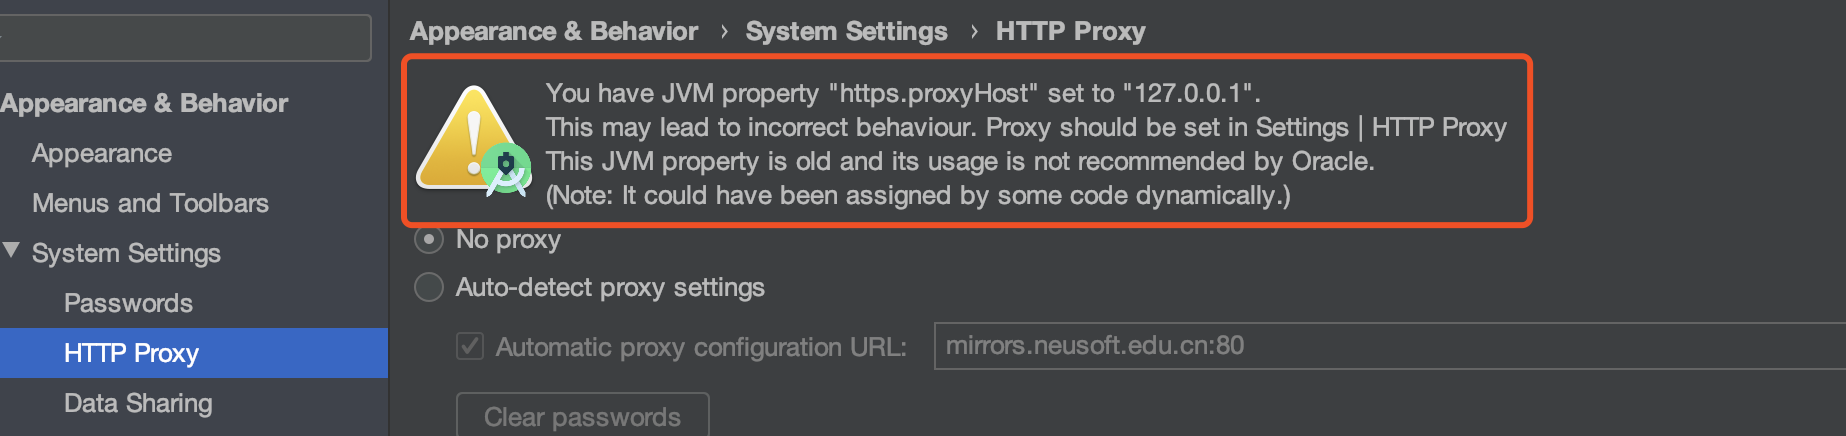 Appearance & Behavior › System Settings › HTTP Proxy
You have JVM property "https.proxyHost" set to "127.0.0.1".
This may lead to incorrect behaviour. Proxy should be set in Settings | HTTP Proxy
This JVM property is old and its usage is not recommended by Oracle.
(Note: It could have been assigned by some code dynamically.)
Appearance & Behavior
Appearance
Menus and Toolbars
System Settings
Passwords
HTTP Proxy
Data Sharing
No proxy
Auto-detect proxy settings
Automatic proxy configuration URL: mirrors.neusoft.edu.cn:80
Clear passwords